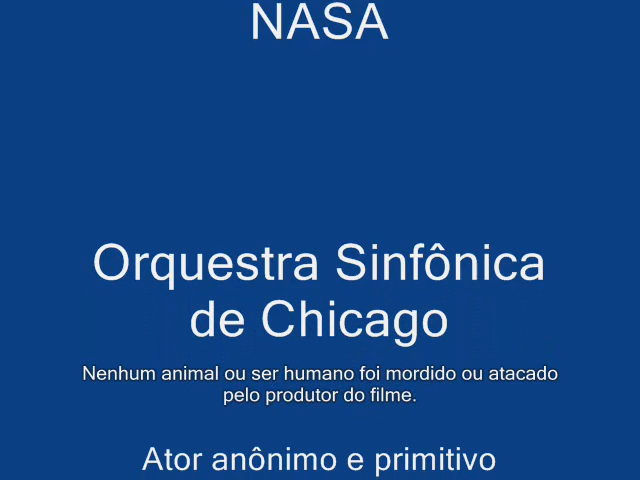 NASA
Orquestra Sinfônica
de Chicago
Nenhum animal ou ser humano foi mordido ou atacado
pelo produtor do filme.
Ator anônimo e primitivo